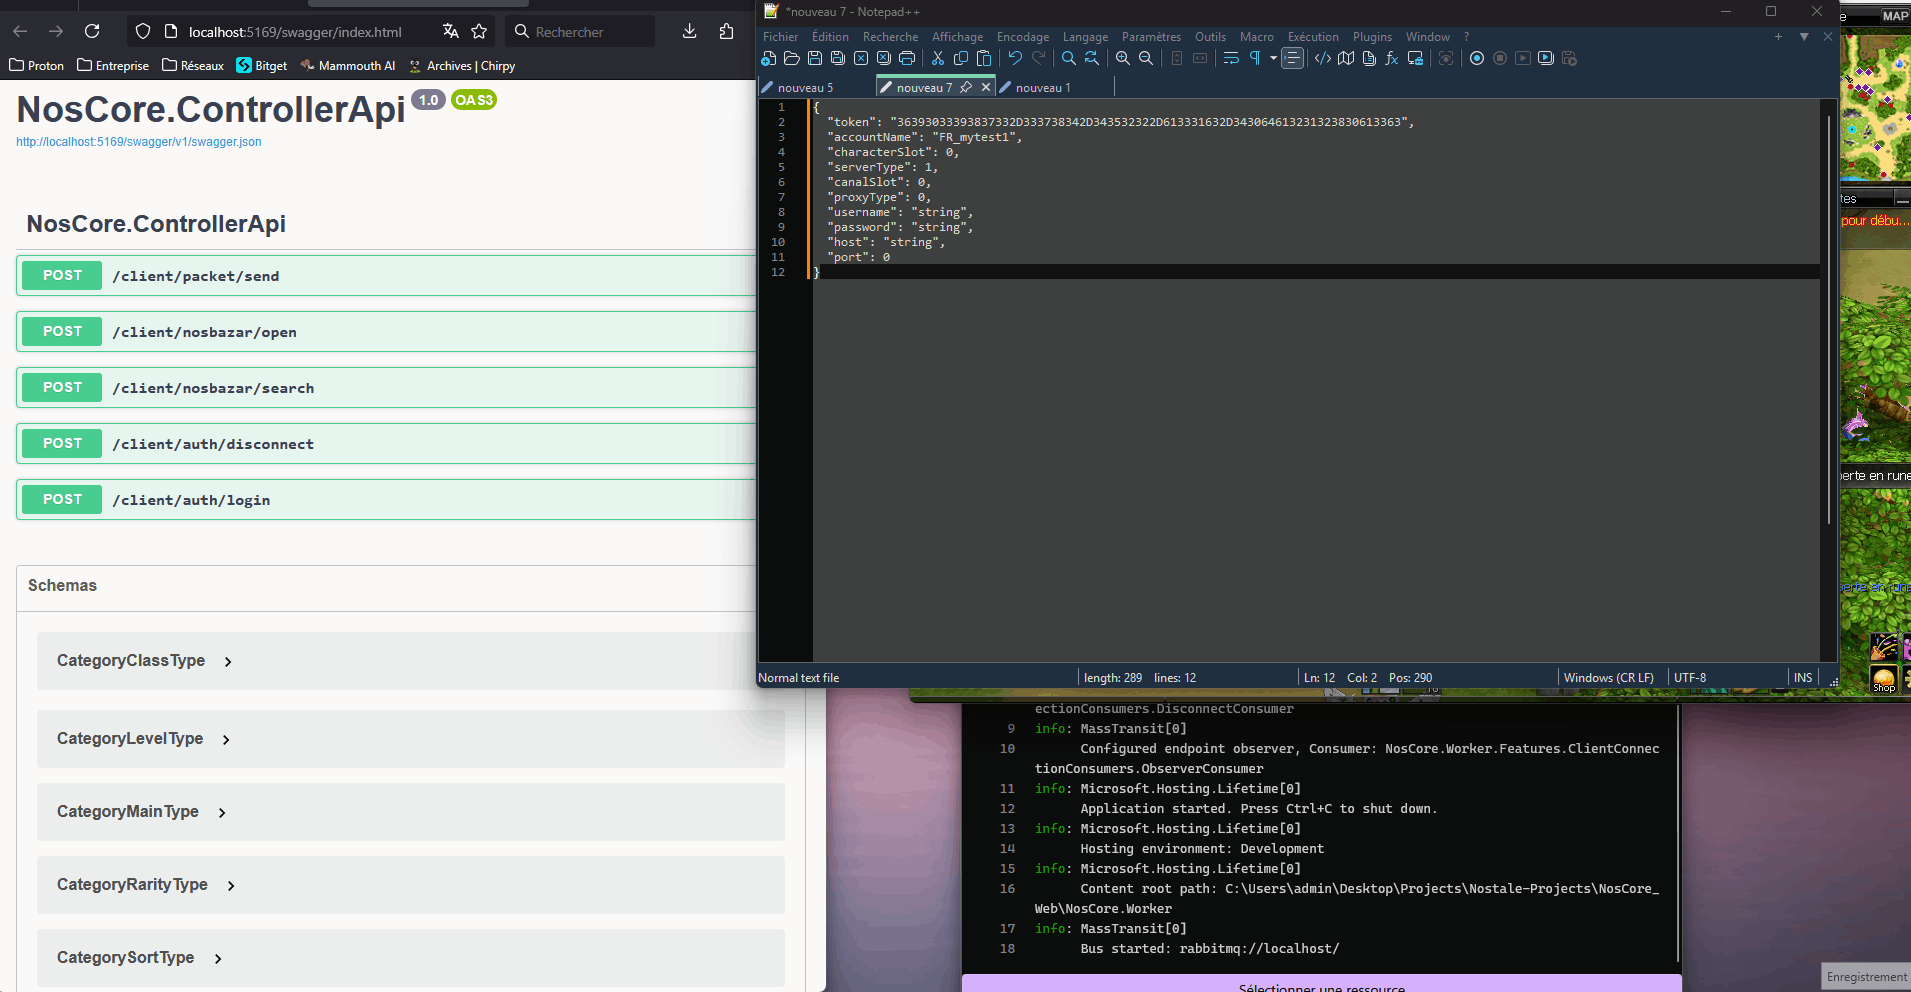 localhost:5169/swagger/index.html
Rechercher
Proton
Entreprise
Réseaux
Bitget
Mammouth AI
Archives | Chirpy
NosCore.ControllerApi 1.0 OAS3
http://localhost:5169/swagger/v1/swagger.json
NosCore.ControllerApi
POST /client/packet/send
POST /client/nosbazar/open
POST /client/nosbazar/search
POST /client/auth/disconnect
POST /client/auth/login
Schemas
CategoryClassType
CategoryLevelType
CategoryMainType
CategoryRarityType
CategorySortType
*nouveau 7 - Notepad++
Fichier Édition Recherche Affichage Encodage Langage Paramètres Outils Macro Exécution Plugins Window ?
nouveau 5 nouveau 7 nouveau 1
1 {
2 "token": "36393033393837332D333738342D343532322D613331632D343064613231323830613363",
3 "accountName": "FR_mytest1",
4 "characterSlot": 0,
5 "serverType": 1,
6 "canalSlot": 0,
7 "proxyType": 0,
8 "username": "string",
9 "password": "string",
10 "host": "string",
11 "port": 0
12 }
Normal text file length: 289 lines: 12 Ln: 12 Col: 2 Pos: 290 Windows (CR LF) UTF-8 INS
MAP
tes
pour débu...
perte en rune
perte en rune
Shop
ectionConsumers.DisconnectConsumer
9 info: MassTransit[0]
10 Configured endpoint observer, Consumer: NosCore.Worker.Features.ClientConnec
tionConsumers.ObserverConsumer
11 info: Microsoft.Hosting.Lifetime[0]
12 Application started. Press Ctrl+C to shut down.
13 info: Microsoft.Hosting.Lifetime[0]
14 Hosting environment: Development
15 info: Microsoft.Hosting.Lifetime[0]
16 Content root path: C:\Users\admin\Desktop\Projects\Nostale-Projects\NosCore_
Web\NosCore.Worker
17 info: MassTransit[0]
18 Bus started: rabbitmq://localhost/
Sélectionner une ressource
Enregistrement